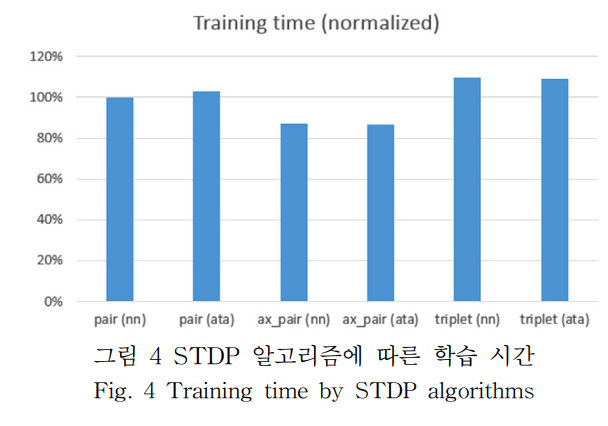 Training time (normalized)
120%
100%
80%
60%
40%
20%
0%
pair (nn) pair (ata) ax_pair (nn) ax_pair (ata) triplet (nn) triplet (ata)
그림 4 STDP 알고리즘에 따른 학습 시간
Fig. 4 Training time by STDP algorithms